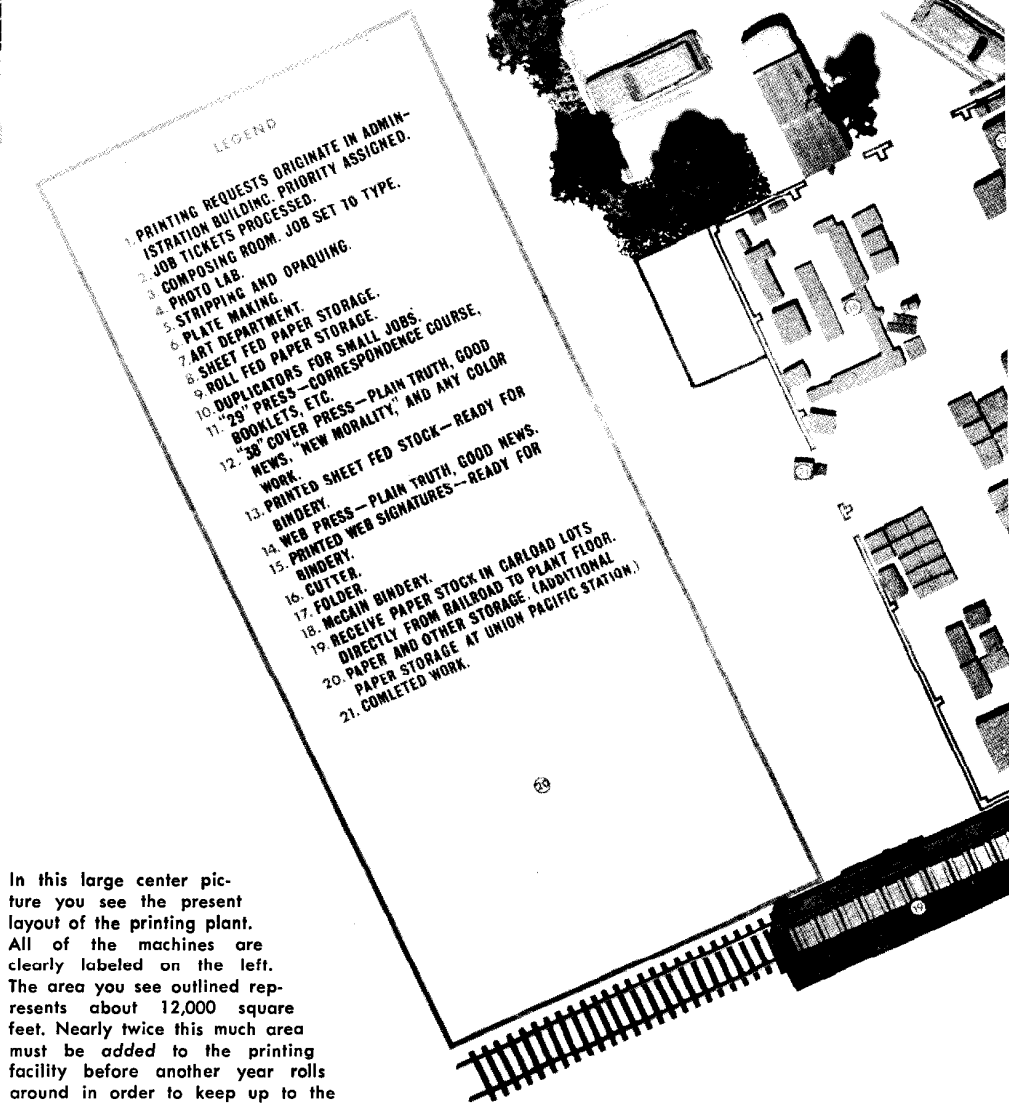 LEGEND
1. PRINTING REQUESTS ORIGINATE IN ADMIN-
ISTRATION BUILDING. PRIORITY ASSIGNED.
2. JOB TICKETS PROCESSED.
3. COMPOSING ROOM. JOB SET TO TYPE.
4. PHOTO LAB.
5. STRIPPING AND OPAQUING.
6. PLATE MAKING.
7. ART DEPARTMENT.
8. SHEET FED PAPER STORAGE.
9. ROLL FED PAPER STORAGE.
10. DUPLICATORS FOR SMALL JOBS.
11. "29" PRESS—CORRESPONDENCE COURSE,
BOOKLETS, ETC.
12. "38" COVER PRESS—PLAIN TRUTH, GOOD
NEWS, "NEW MORALITY," AND ANY COLOR
WORK.
13. PRINTED SHEET FED STOCK—READY FOR
BINDERY.
14. WEB PRESS—PLAIN TRUTH, GOOD NEWS.
15. PRINTED WEB SIGNATURES—READY FOR
BINDERY.
16. CUTTER.
17. FOLDER.
18. McCAIN BINDERY.
19. RECEIVE PAPER STOCK IN CARLOAD LOTS
DIRECTLY FROM RAILROAD TO PLANT FLOOR.
20. PAPER AND OTHER STORAGE. (ADDITIONAL
PAPER STORAGE AT UNION PACIFIC STATION.)
21. COMLETED WORK.
20
19
In this large center pic-
ture you see the present
layout of the printing plant.
All of the machines are
clearly labeled on the left.
The area you see outlined rep-
resents about 12,000 square
feet. Nearly twice this much area
must be added to the printing
facility before another year rolls
around in order to keep up to the